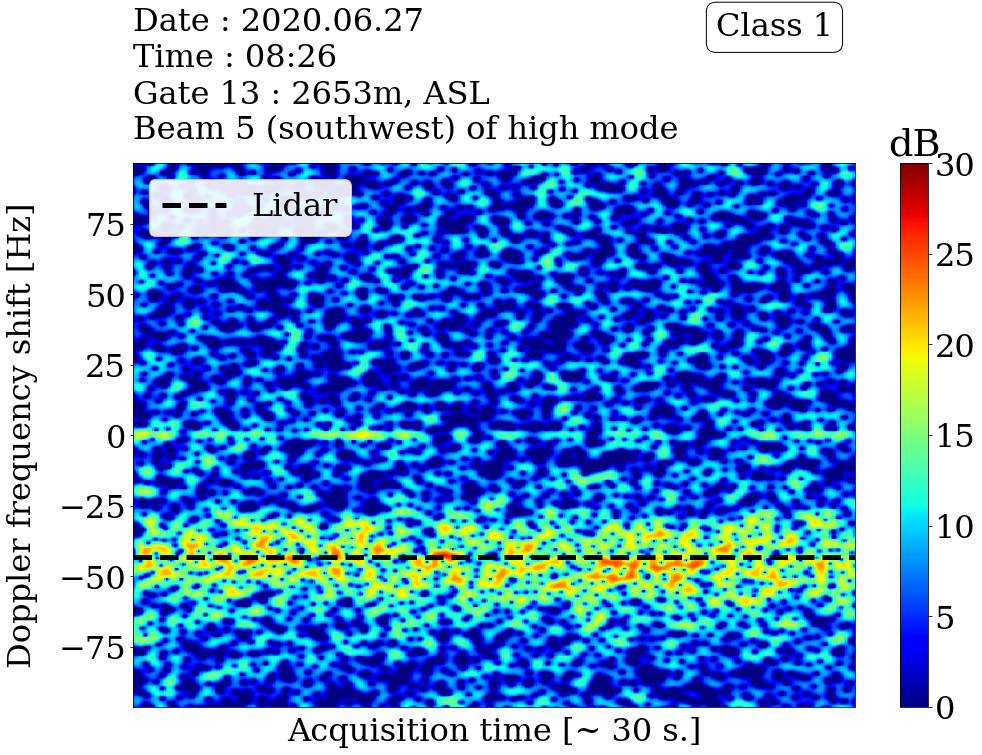 Date : 2020.06.27
Time : 08:26
Gate 13 : 2653m, ASL
Beam 5 (southwest) of high mode
Class 1
dB
Lidar
Doppler frequency shift [Hz]
75
50
25
0
−25
−50
−75
30
25
20
15
10
5
0
Acquisition time [~ 30 s.]